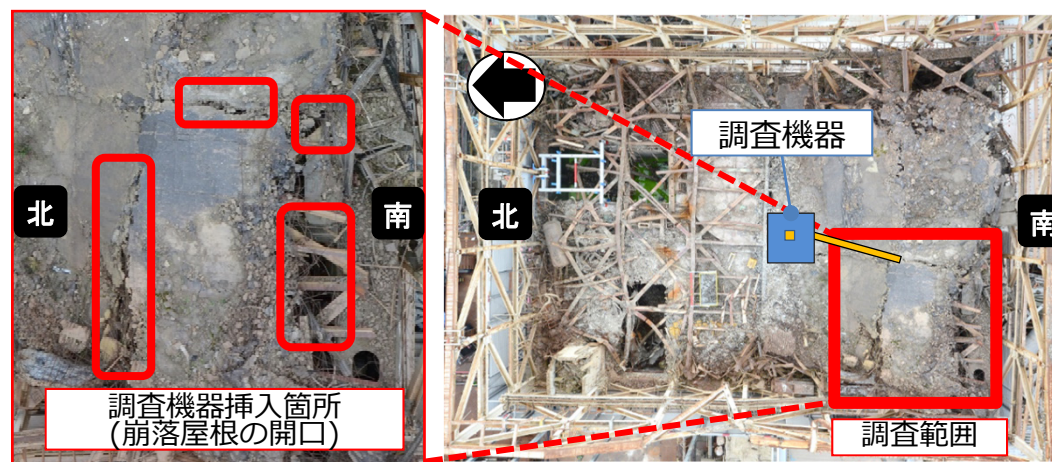 北
南
調査機器挿入箇所
(崩落屋根の開口)
調査機器
北
南
調査範囲